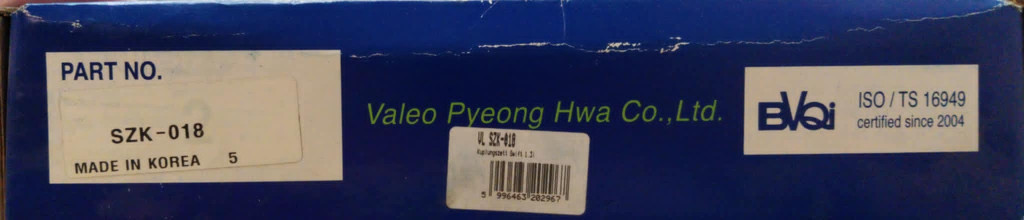 PART NO.
SZK-018
MADE IN KOREA 5
Valeo Pyeong Hwa Co.,Ltd.
VL SZK-018
5 996463 202967
BVQi
ISO / TS 16949
certified since 2004